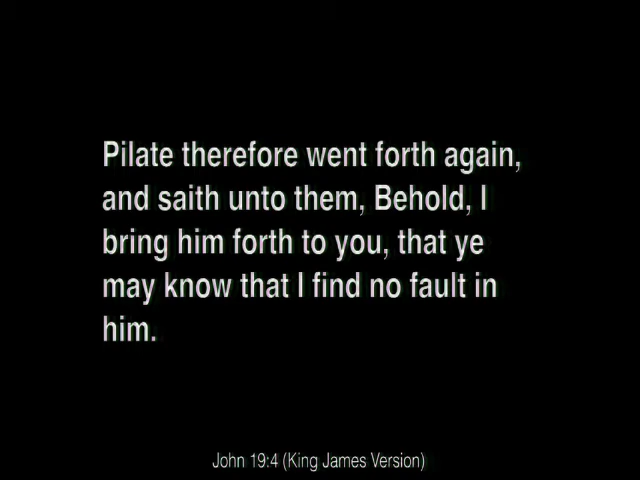 Pilate therefore went forth again,
and saith unto them, Behold, I
bring him forth to you, that ye
may know that I find no fault in
him.
John 19:4 (King James Version)